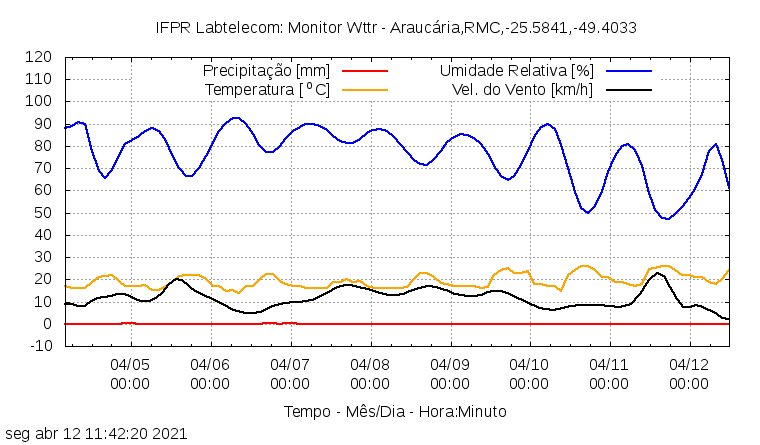 IFPR Labtelecom: Monitor Wttr - Araucária,RMC,-25.5841,-49.4033
120
110
100
90
80
70
60
50
40
30
20
10
0
-10
Precipitação [mm]
Temperatura [⁰C]
Umidade Relativa [%]
Vel. do Vento [km/h]
04/05 04/06 04/07 04/08 04/09 04/10 04/11 04/12
00:00 00:00 00:00 00:00 00:00 00:00 00:00 00:00
Tempo - Mês/Dia - Hora:Minuto
seg abr 12 11:42:20 2021